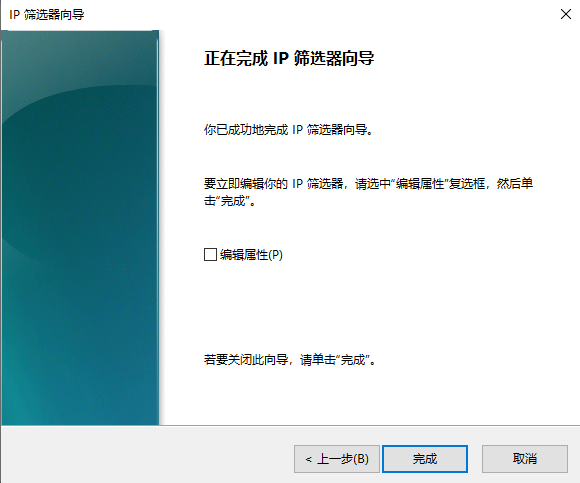 IP 筛选器向导
正在完成 IP 筛选器向导
你已成功地完成 IP 筛选器向导。
要立即编辑你的 IP 筛选器，请选中“编辑属性”复选框，然后单
击“完成”。
编辑属性(P)
若要关闭此向导，请单击“完成”。
< 上一步(B)
完成
取消